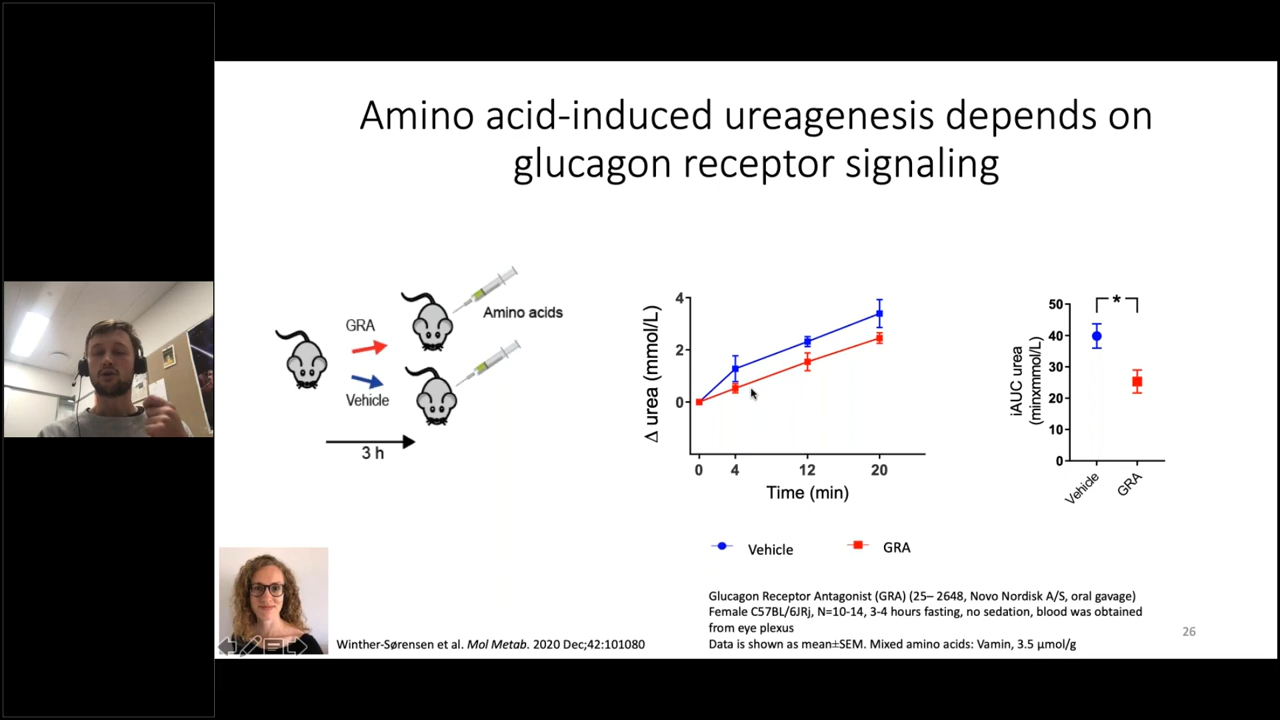 Amino acid-induced ureagenesis depends on
glucagon receptor signaling
GRA
Vehicle
3 h
Amino acids
Δ urea (mmol/L)
4
2
0
0 4 12 20
Time (min)
Vehicle GRA
iAUC urea
(minxmmol/L)
50
40
30
20
10
0
*
Vehicle
GRA
Glucagon Receptor Antagonist (GRA) (25– 2648, Novo Nordisk A/S, oral gavage)
Female C57BL/6JRj, N=10-14, 3-4 hours fasting, no sedation, blood was obtained
from eye plexus
Data is shown as mean±SEM. Mixed amino acids: Vamin, 3.5 μmol/g
Winther-Sørensen et al. Mol Metab. 2020 Dec;42:101080
26